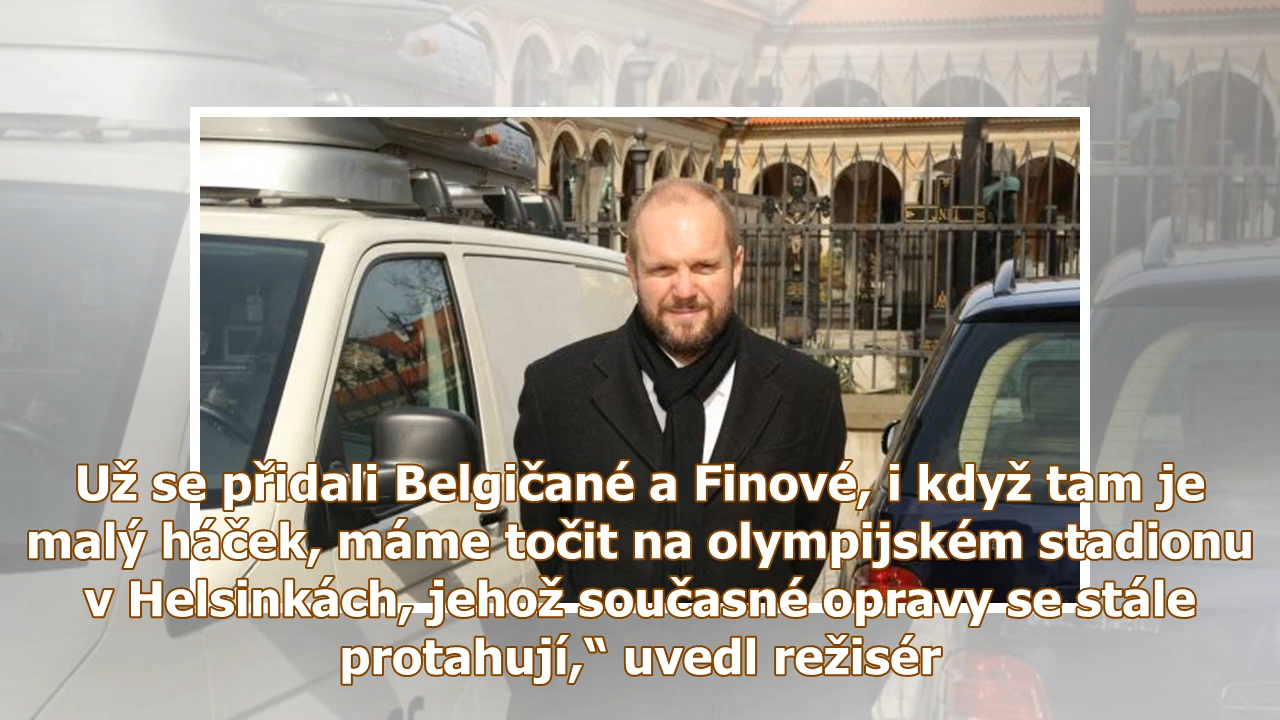 Už se přidali Belgičané a Finové, i když tam je
malý háček, máme točit na olympijském stadionu
v Helsinkách, jehož současné opravy se stále
protahují,“ uvedl režisér